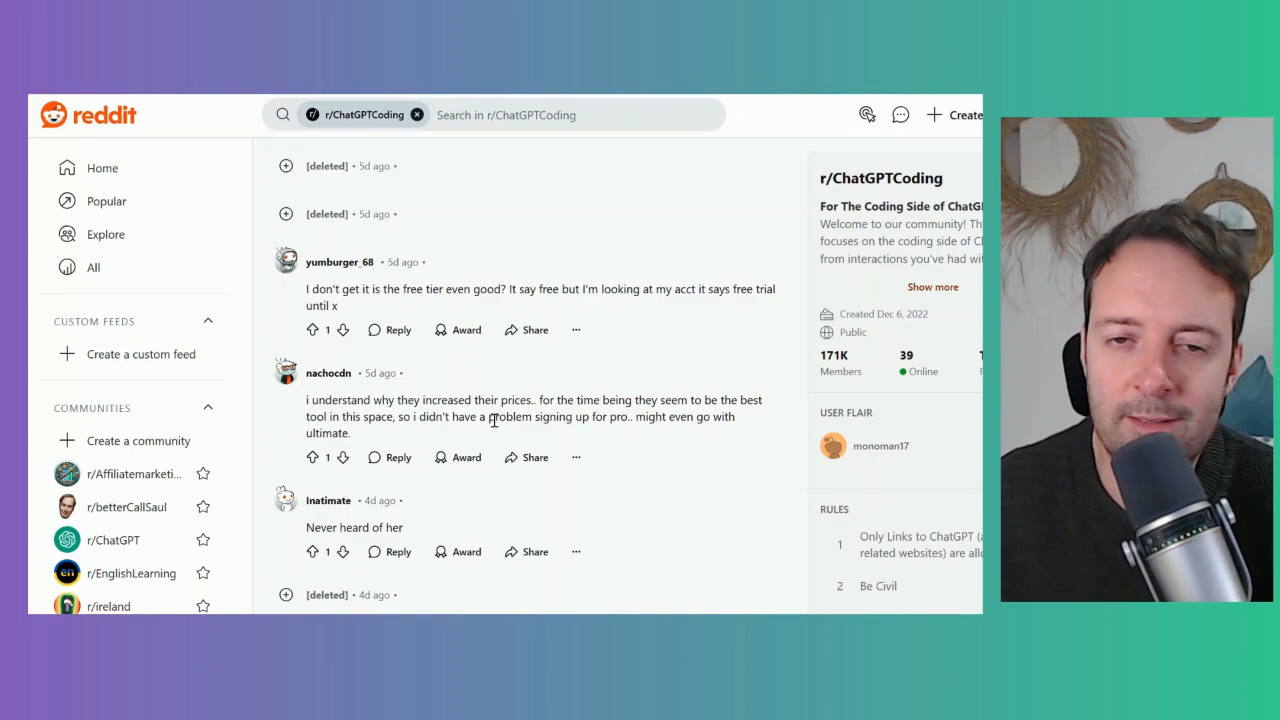 reddit
r/ChatGPTCoding
Search in r/ChatGPTCoding
Create
Home
Popular
Explore
All
CUSTOM FEEDS
Create a custom feed
COMMUNITIES
Create a community
r/Affiliatemarketi...
r/betterCallSaul
r/ChatGPT
r/EnglishLearning
r/ireland
[deleted] • 5d ago •
[deleted] • 5d ago •
yumburger_68 • 5d ago •
I don't get it is the free tier even good? It say free but I'm looking at my acct it says free trial
until x
1 Reply Award Share
nachocdn • 5d ago •
i understand why they increased their prices.. for the time being they seem to be the best
tool in this space, so i didn't have a problem signing up for pro.. might even go with
ultimate.
1 Reply Award Share
Inatimate • 4d ago •
Never heard of her
1 Reply Award Share
[deleted] • 4d ago •
r/ChatGPTCoding
For The Coding Side of ChatG
Welcome to our community! Th
focuses on the coding side of C
from interactions you've had wit
Show more
Created Dec 6, 2022
Public
171K 39 T
Members Online
USER FLAIR
monoman17
RULES
1 Only Links to ChatGPT (a
related websites) are allo
2 Be Civil